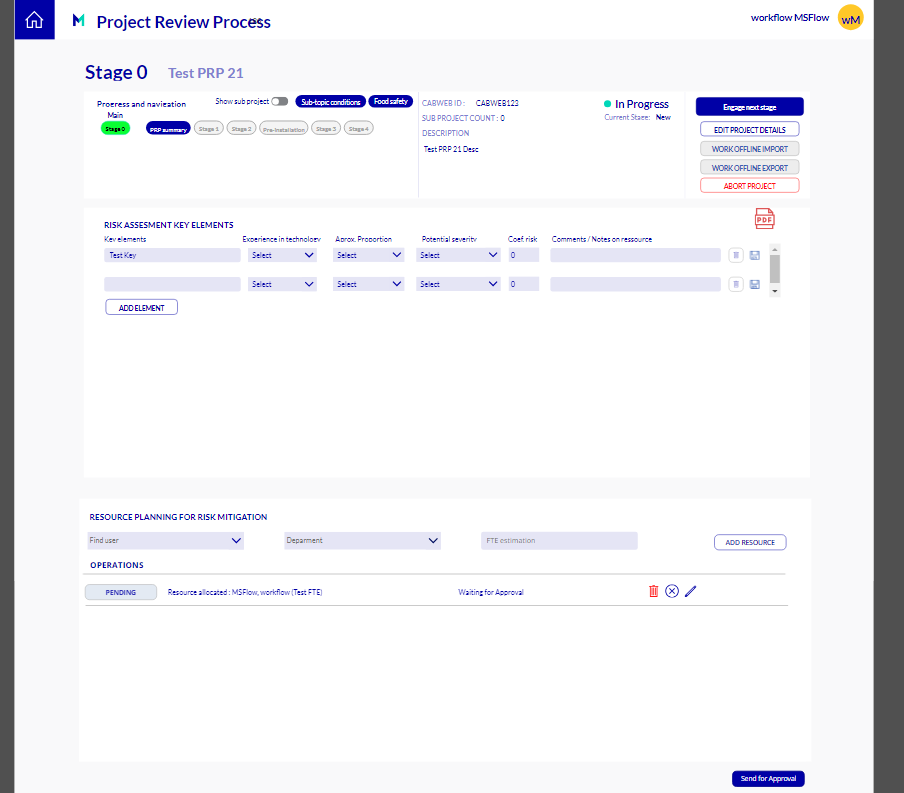 Project Review Process
workflow MSFlow
wM
Stage 0 Test PRP 21
Progress and navigation
Show sub project
Sub-topic conditions
Food safety
Main
Stage 0
PRP summary
Stage 1
Stage 2
Pre-Installation
Stage 3
Stage 4
CABWEB ID : CABWEB123
SUB PROJECT COUNT : 0
DESCRIPTION
Test PRP 21 Desc
In Progress
Current Stage: New
Engage next stage
EDIT PROJECT DETAILS
WORK OFFLINE IMPORT
WORK OFFLINE EXPORT
ABORT PROJECT
RISK ASSESMENT KEY ELEMENTS
PDF
Key elements Experience in technology Aprox. Proportion Potential severity Coef. risk Comments / Notes on ressource
Test Key Select Select Select 0
Select Select Select 0
ADD ELEMENT
RESOURCE PLANNING FOR RISK MITIGATION
Find user Deparment FTE estimation ADD RESOURCE
OPERATIONS
PENDING Resource allocated : MSFlow, workflow (Test FTE) Waiting for Approval
Send for Approval